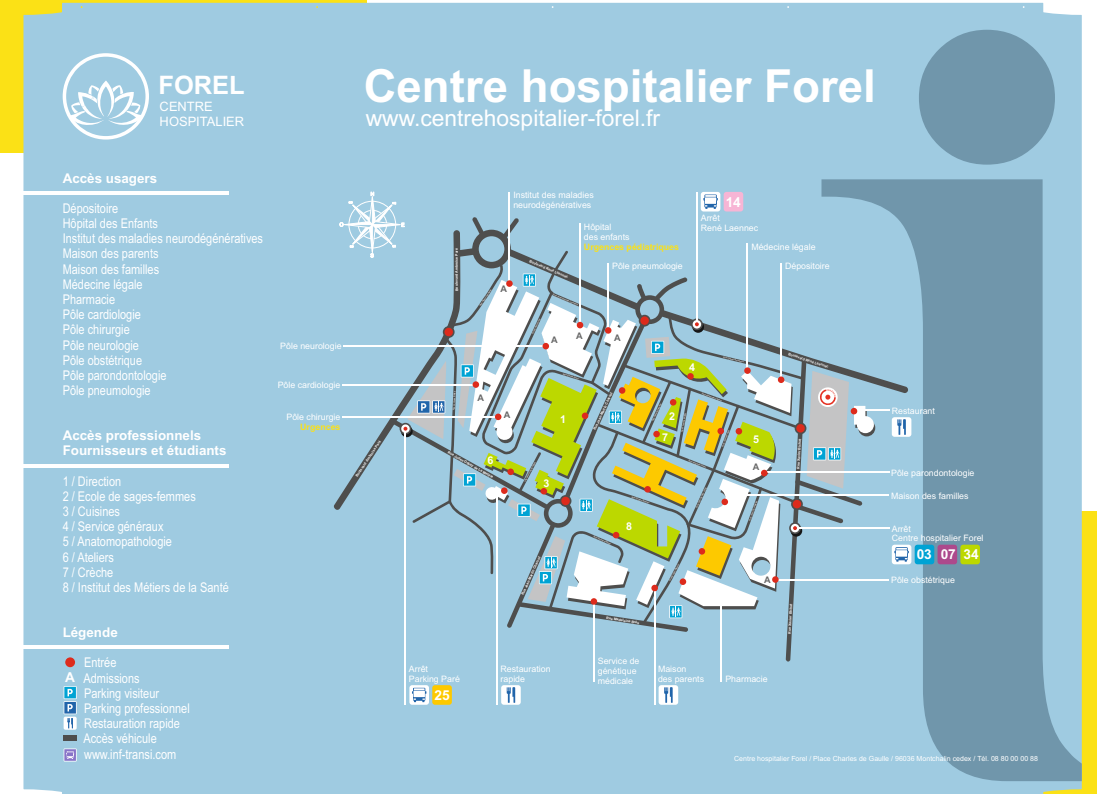 FOREL
CENTRE
HOSPITALIER
Centre hospitalier Forel
www.centrehospitalier-forel.fr
Accès usagers
Dépositoire
Hôpital des Enfants
Institut des maladies neurodégénératives
Maison des parents
Maison des familles
Médecine légale
Pharmacie
Pôle cardiologie
Pôle chirurgie
Pôle neurologie
Pôle obstétrique
Pôle parondontologie
Pôle pneumologie
Accès professionnels
Fournisseurs et étudiants
1 / Direction
2 / Ecole de sages-femmes
3 / Cuisines
4 / Service généraux
5 / Anatomopathologie
6 / Ateliers
7 / Crèche
8 / Institut des Métiers de la Santé
Légende
Entrée
A Admissions
P Parking visiteur
P Parking professionnel
Restauration rapide
Accès véhicule
www.inf-transi.com
Institut des maladies
neurodégénératives
Hôpital
des enfants
Urgences pédiatriques
Pôle pneumologie
14
Arrêt
René Laennec
Médecine légale
Dépositoire
Pôle neurologie
Pôle cardiologie
Pôle chirurgie
Urgences
A
A
A
A
A
A
A
A
P
P
P
P
P
P
P
P
1
2
3
4
5
6
7
8
Restaurant
Pôle parodontologie
Maison des familles
Arrêt
Centre hospitalier Forel
03 07 34
Pôle obstétrique
Arrêt
Parking Paré
25
Restauration
rapide
Service de
génétique
médicale
Maison
des parents
Pharmacie
Centre hospitalier Forel / Place Charles de Gaulle / 98036 Montchalin cedex / Tél. 08 80 00 00 88